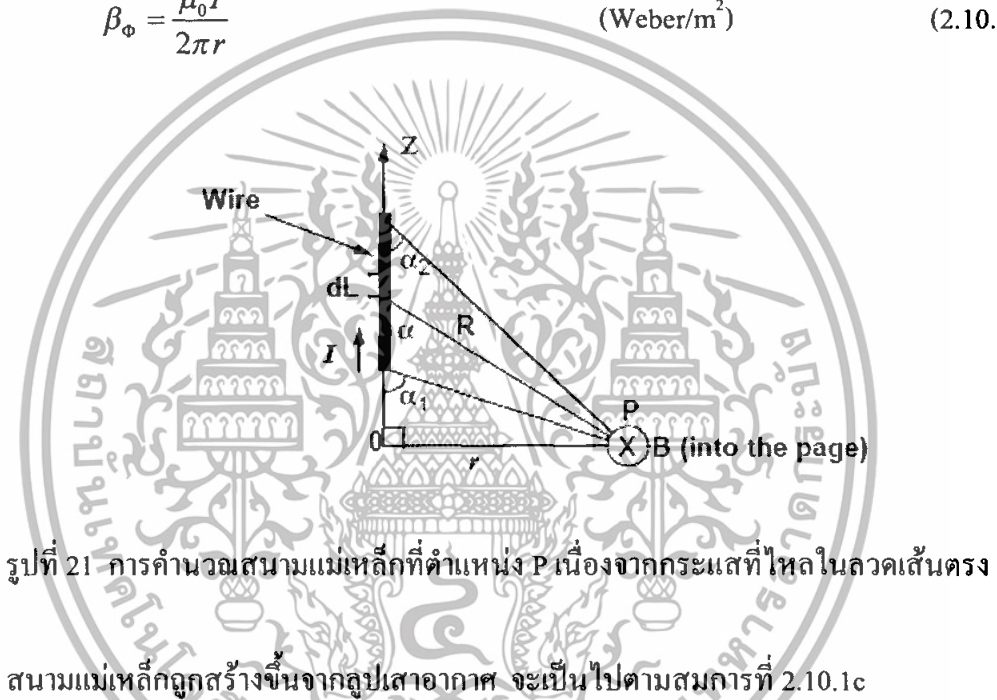 β_Φ = μ₀I / 2πr (Weber/m²) (2.10.
Z
Wire
α₂
dL
R
α
I
α₁
P
0
X B (into the page)
r
รูปที่ 21 การคำนวณสนามแม่เหล็กที่ตำแหน่ง P เนื่องจากกระแสที่ไหลในลวดเส้นตรง
สนามแม่เหล็กถูกสร้างขึ้นจากลูปเสาอากาศ จะเป็นไปตามสมการที่ 2.10.1c